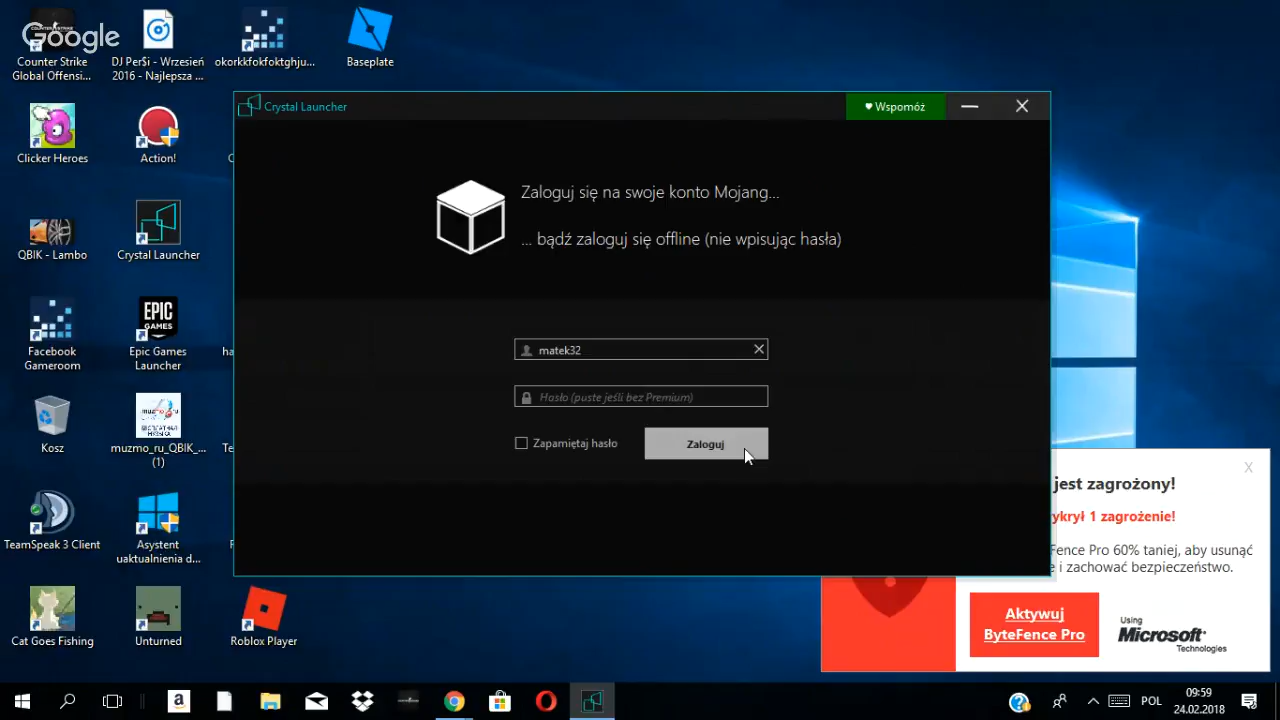 Google
Counter Strike
Global Offensi...
DJ Per$i - Wrzesień
2016 - Najlepsza ...
okorkkfokfoktghju...
Baseplate
Crystal Launcher
Wspomóż
Clicker Heroes
Action!
Zaloguj się na swoje konto Mojang...
... bądź zaloguj się offline (nie wpisując hasła)
QBIK - Lambo
Crystal Launcher
matek32
Hasło (puste jeśli bez Premium)
Zapamiętaj hasło
Zaloguj
Facebook
Gameroom
EPIC
GAMES
Epic Games
Launcher
Kosz
muzmo_ru_QBIK_...
(1)
X
jest zagrożony!
ykrył 1 zagrożenie!
Fence Pro 60% taniej, aby usunąć
e i zachować bezpieczeństwo.
Aktywuj
ByteFence Pro
Using
Microsoft
Technologies
TeamSpeak 3 Client
Asystent
uaktualnienia d...
Cat Goes Fishing
Unturned
Roblox Player
POL
09:59
24.02.2018